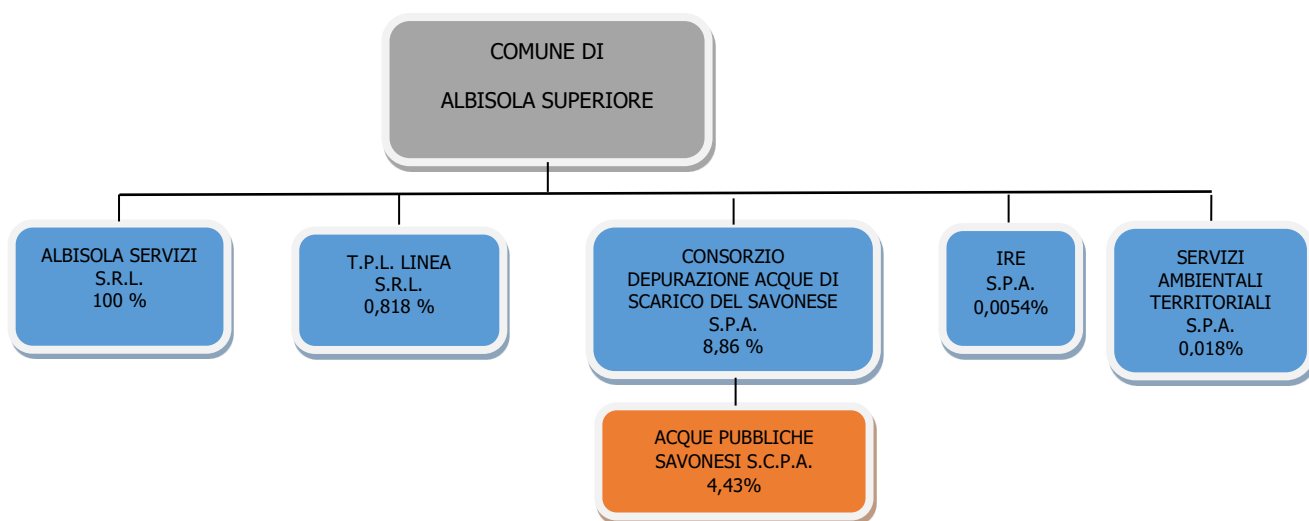 COMUNE DI
ALBISOLA SUPERIORE
ALBISOLA SERVIZI
S.R.L.
100 %
T.P.L. LINEA
S.R.L.
0,818 %
CONSORZIO
DEPURAZIONE ACQUE DI
SCARICO DEL SAVONESE
S.P.A.
8,86 %
IRE
S.P.A.
0,0054%
SERVIZI
AMBIENTALI
TERRITORIALI
S.P.A.
0,018%
ACQUE PUBBLICHE
SAVONESI S.C.P.A.
4,43%